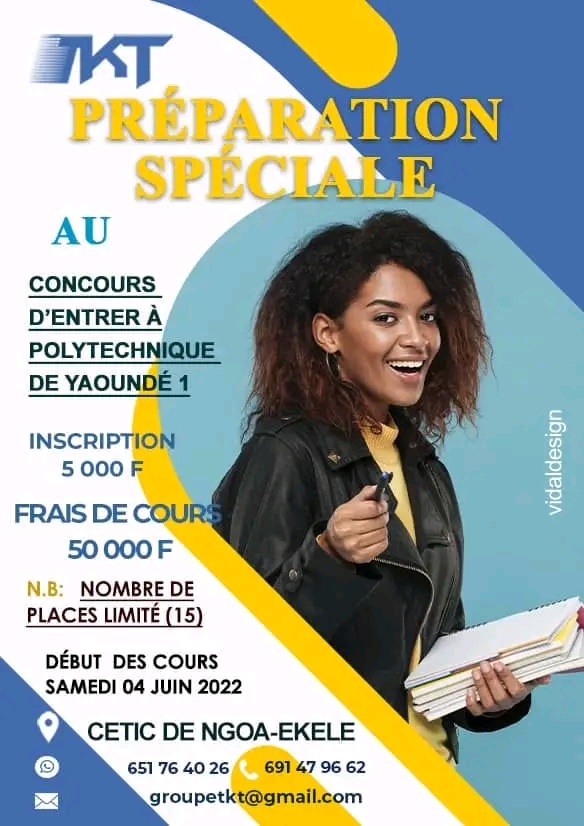 TKT
PRÉPARATION
SPÉCIALE
AU
CONCOURS
D'ENTRER À
POLYTECHNIQUE
DE YAOUNDÉ 1
INSCRIPTION
5 000 F
FRAIS DE COURS
50 000 F
N.B: NOMBRE DE
PLACES LIMITÉ (15)
DÉBUT DES COURS
SAMEDI 04 JUIN 2022
CETIC DE NGOA-EKELE
651 76 40 26 691 47 96 62
groupetkt@gmail.com
vidaldesign